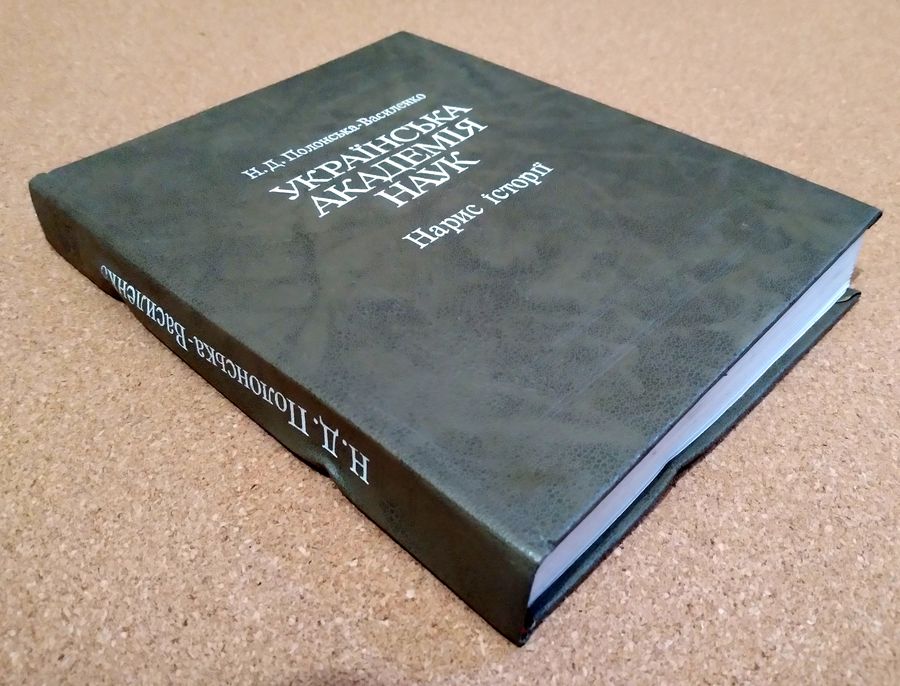 Н. Д. Полонська-Василенко
УКРАЇНСЬКА
АКАДЕМІЯ
НАУК
Нарис історії
Н. Д. Полонська-Василенко